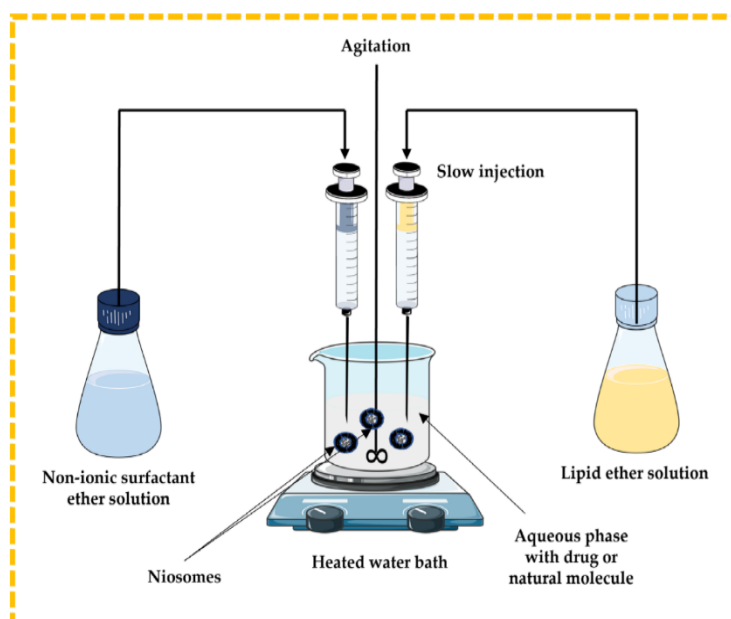 Agitation
Slow injection
Non-ionic surfactant
ether solution
Lipid ether solution
Niosomes
Heated water bath
Aqueous phase
with drug or
natural molecule